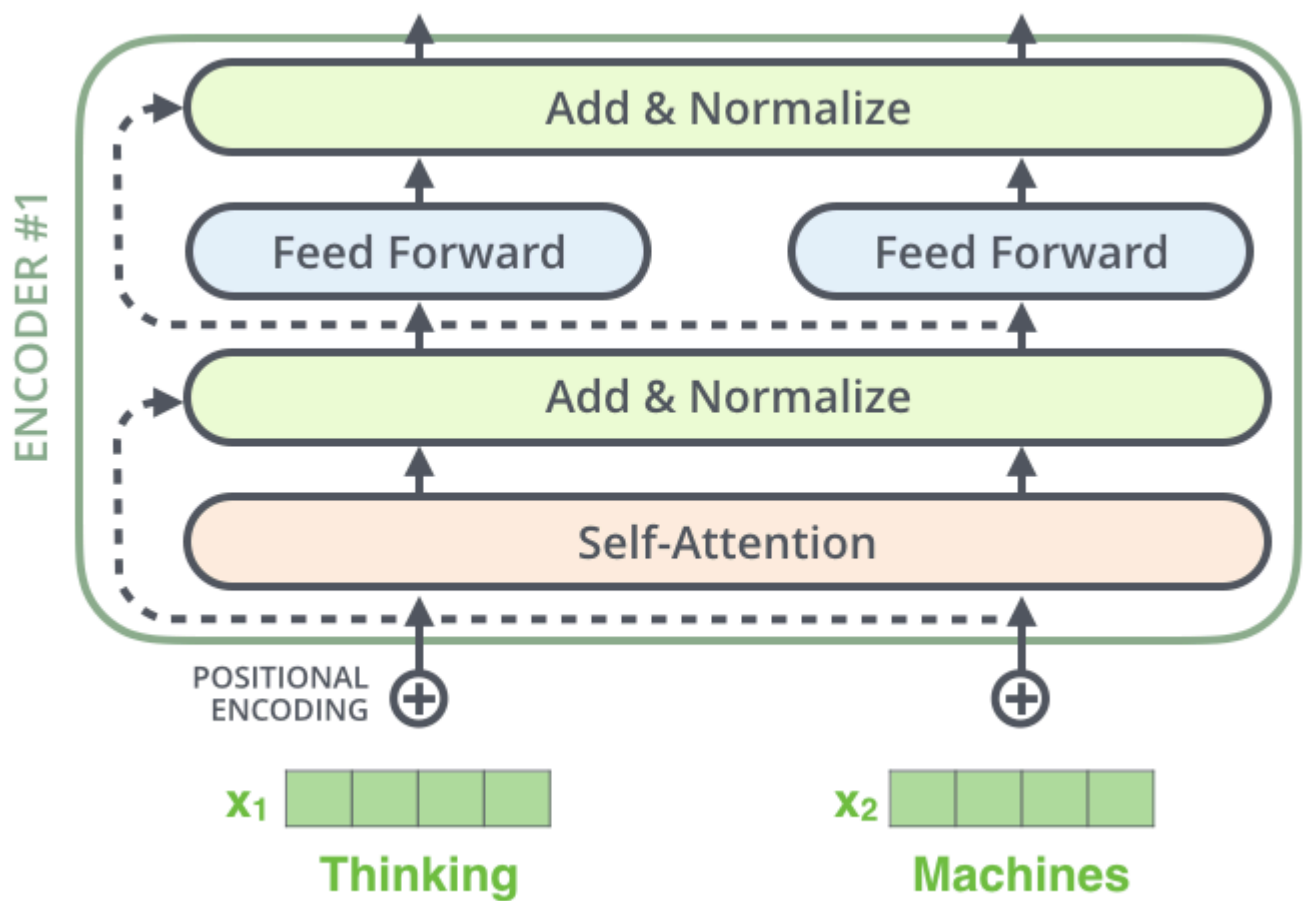 ENCODER #1
Add & Normalize
Feed Forward
Feed Forward
Add & Normalize
Self-Attention
POSITIONAL
ENCODING
x1
x2
Thinking
Machines